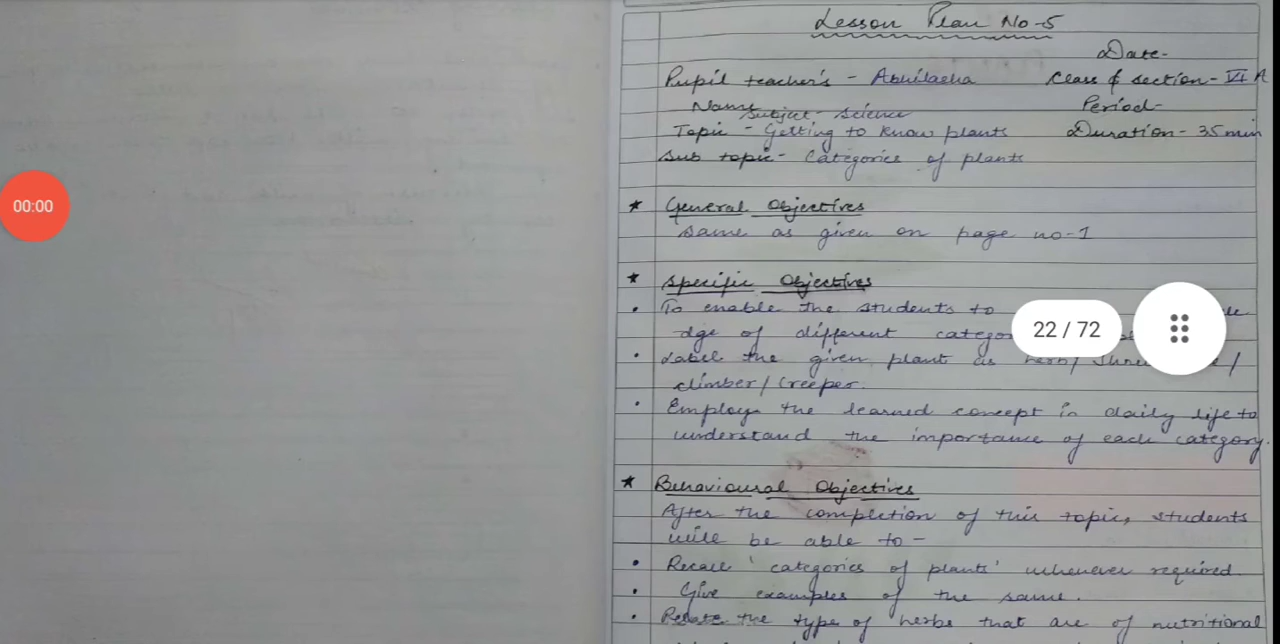 Lesson Plan No-5
Date-
Pupil teacher's - Abhilasha Class & section - VI A
Name Period-
Subject - Science
Topic - Getting to know plants Duration - 35 min
Sub topic - Categories of plants
* General Objectives
Same as given on page no-1
* Specific Objectives
• To enable the students to
dge of different
22 / 72
00:00
• Label the given plant as herb/
climber/creeper.
• Employ the learned concept in daily life to
understand the importance of each category.
* Behavioural Objectives
After the completion of this topic, students
will be able to -
• Recall 'categories of plants' whenever required.
• Give examples of the same.
• Relate the type of herbs that are of nutritional